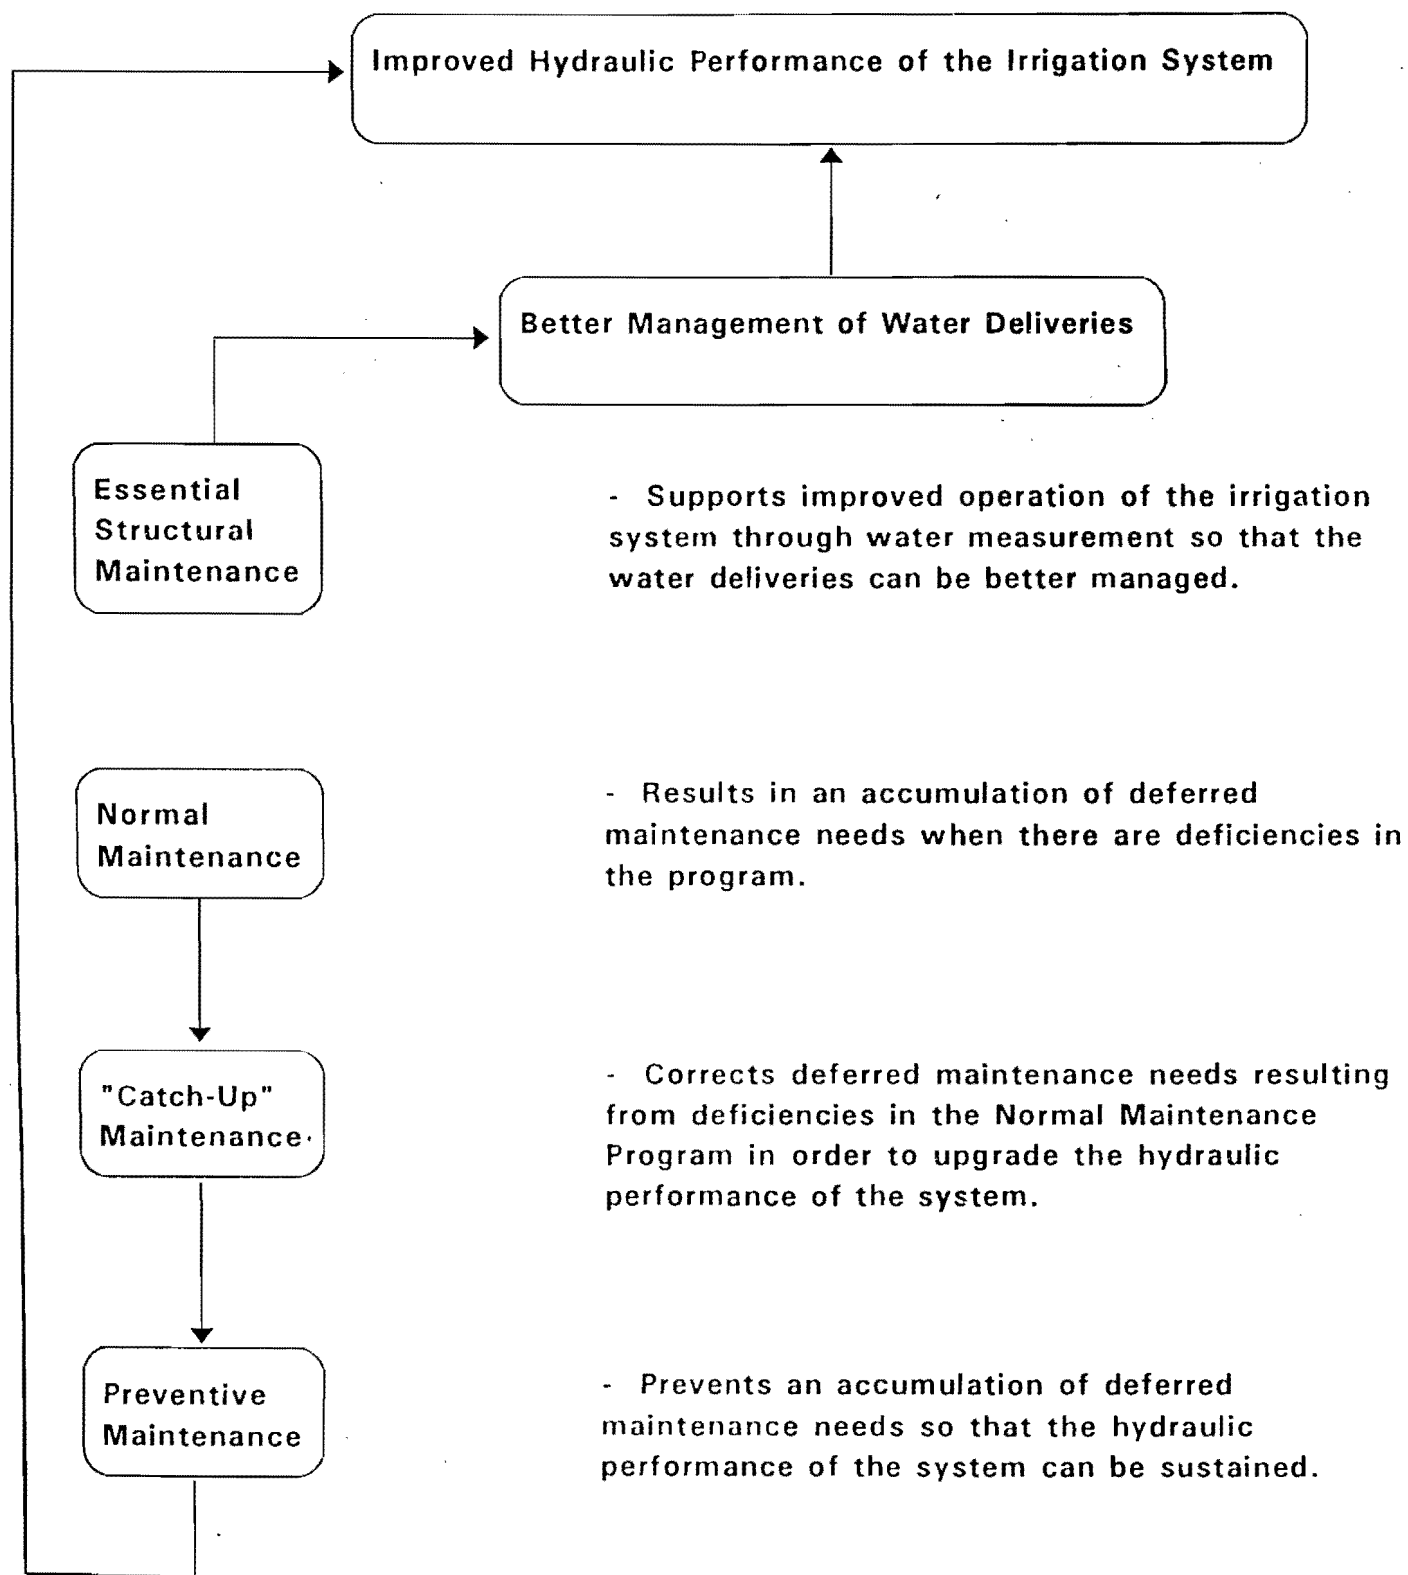 Improved Hydraulic Performance of the Irrigation System
Better Management of Water Deliveries
Essential
Structural
Maintenance
- Supports improved operation of the irrigation
system through water measurement so that the
water deliveries can be better managed.
Normal
Maintenance
- Results in an accumulation of deferred
maintenance needs when there are deficiencies in
the program.
"Catch-Up"
Maintenance
- Corrects deferred maintenance needs resulting
from deficiencies in the Normal Maintenance
Program in order to upgrade the hydraulic
performance of the system.
Preventive
Maintenance
- Prevents an accumulation of deferred
maintenance needs so that the hydraulic
performance of the system can be sustained.